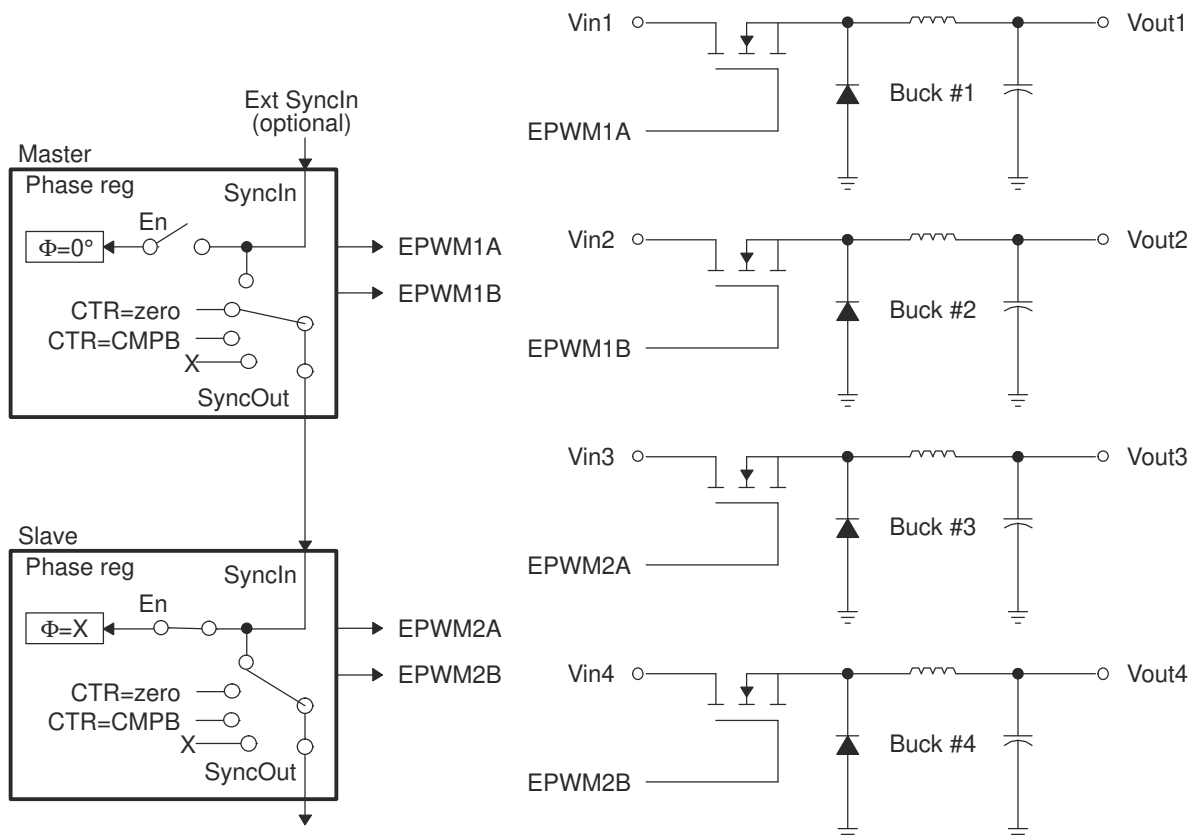 Ext SyncIn
(optional)
Master
Phase reg
SyncIn
En
Φ=0°
EPWM1A
EPWM1B
CTR=zero
CTR=CMPB
X
SyncOut
Slave
Phase reg
SyncIn
En
Φ=X
EPWM2A
EPWM2B
CTR=zero
CTR=CMPB
X
SyncOut
Vin1
Vout1
Buck #1
EPWM1A
Vin2
Vout2
Buck #2
EPWM1B
Vin3
Vout3
Buck #3
EPWM2A
Vin4
Vout4
Buck #4
EPWM2B